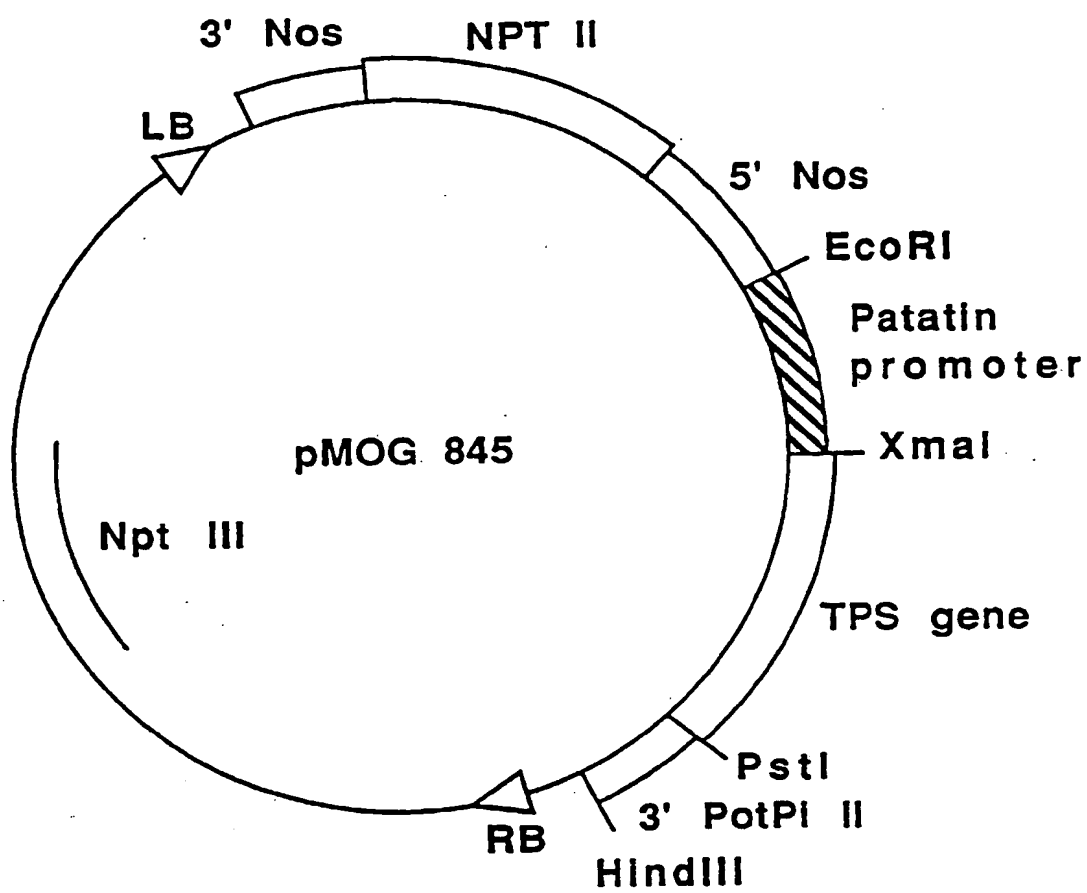 3' Nos
NPT II
LB
5' Nos
EcoRI
Patatin
promoter
pMOG 845
XmaI
Npt III
TPS gene
PstI
3' PotPI II
RB
HindIII